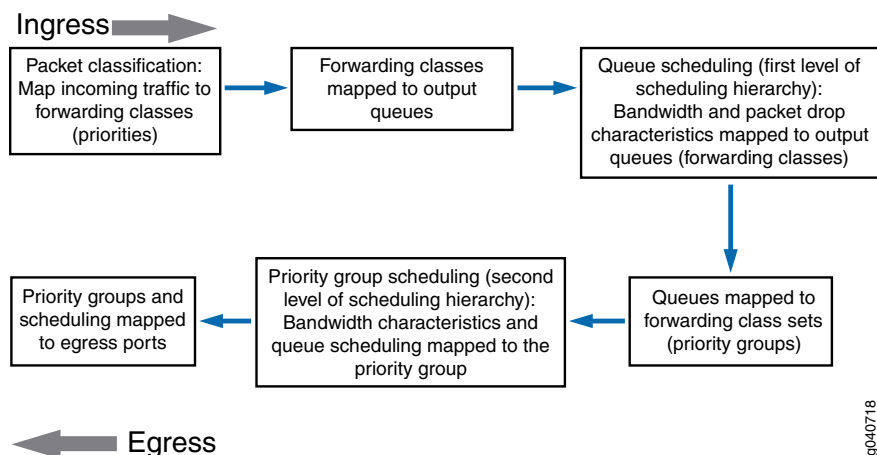 Ingress
Packet classification:
Map incoming traffic to
forwarding classes
(priorities)
Forwarding classes
mapped to output
queues
Queue scheduling (first level of
scheduling hierarchy):
Bandwidth and packet drop
characteristics mapped to output
queues (forwarding classes)
Queues mapped to
forwarding class sets
(priority groups)
Priority group scheduling (second
level of scheduling hierarchy):
Bandwidth characteristics and
queue scheduling mapped to the
priority group
Priority groups and
scheduling mapped
to egress ports
Egress
g040718